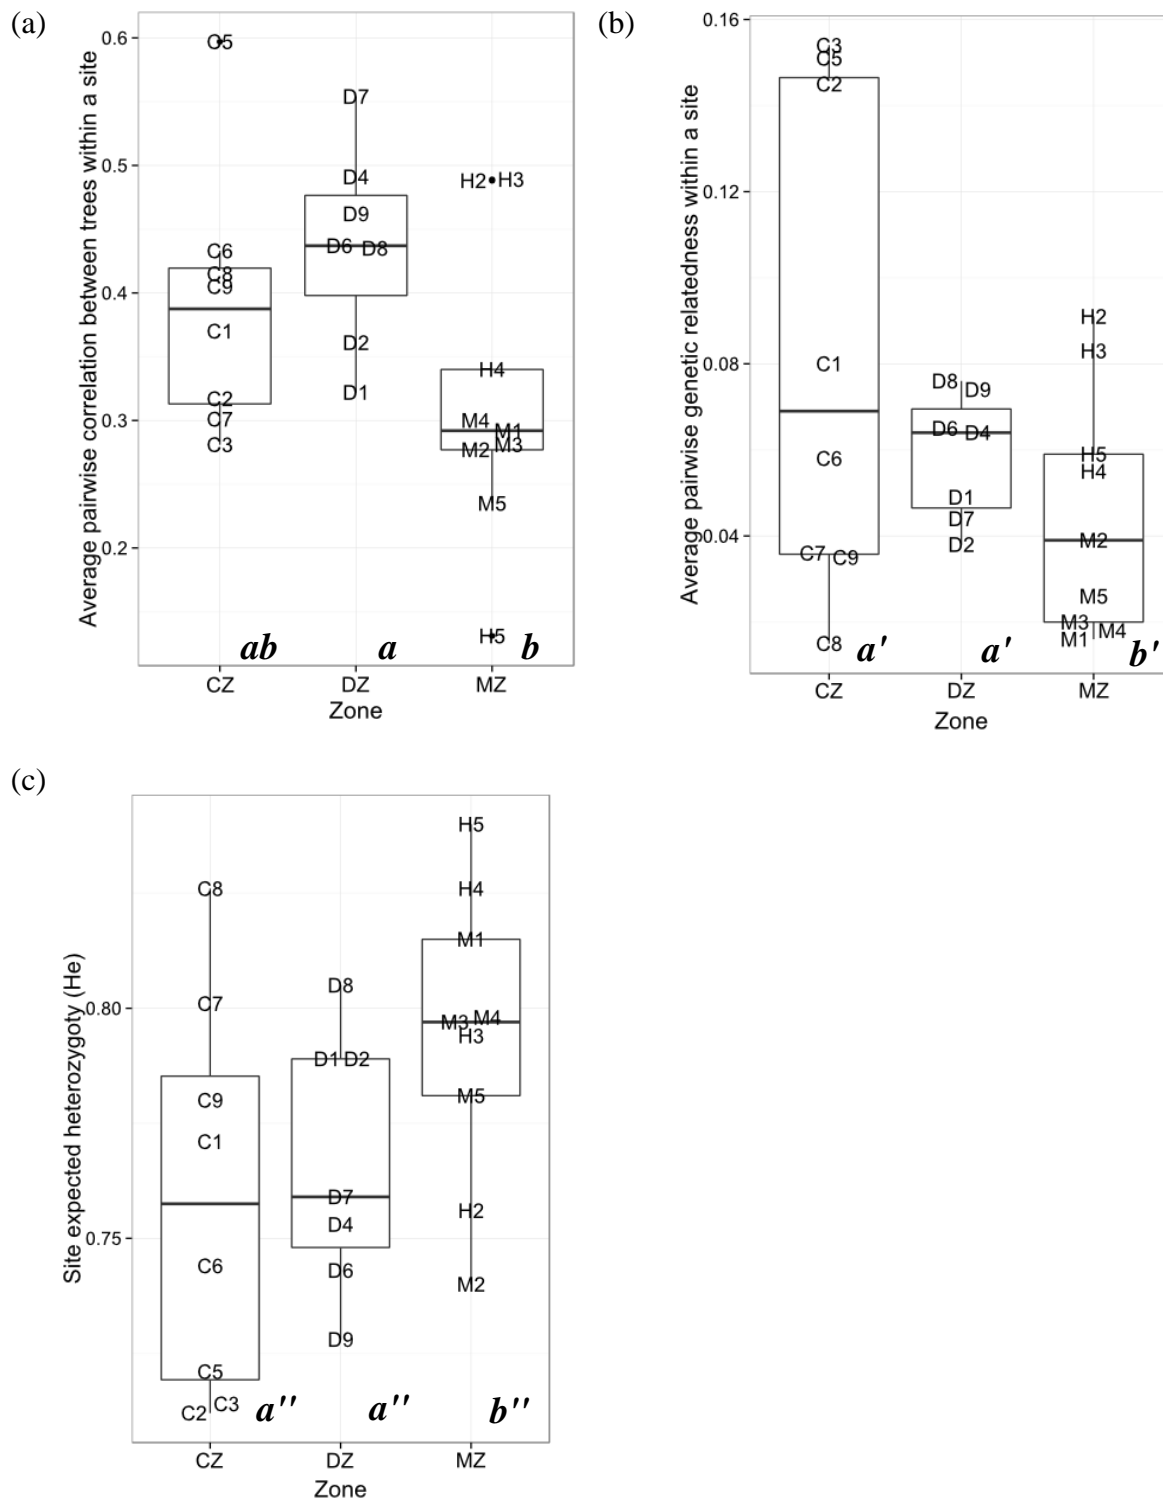 (a)
Average pairwise correlation between trees within a site
0.6
0.5
0.4
0.3
0.2
C5
C6
C8
C9
C1
C2
C7
C3
D7
D4
D9
D6 D8
D2
D1
H2 H3
H4
M4
M1
M2 M3
M5
H5
ab a b
CZ DZ MZ
Zone
(b)
Average pairwise genetic relatedness within a site
0.16
0.12
0.08
0.04
C3
C5
C2
C1
C6
C7 C9
C8
D8 D9
D6 D4
D1
D7
D2
H2
H3
H5
H4
M2
M5
M3 M4
M1
a' a' b'
CZ DZ MZ
Zone
(c)
Site expected heterozygoty (He)
0.80
0.75
C8
C7
C9
C1
C6
C5
C2 C3
D8
D1 D2
D7
D4
D6
D9
H5
H4
M1
M3 M4
H3
M5
H2
M2
a'' a'' b''
CZ DZ MZ
Zone